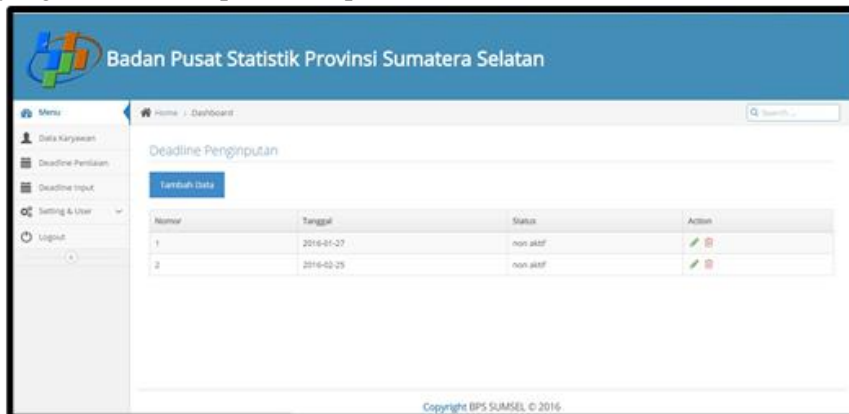 Badan Pusat Statistik Provinsi Sumatera Selatan
Menu
Home > Dashboard
Search ...
Data Karyawan
Deadline Penilaian
Deadline Input
Setting & User
Logout
Deadline Penginputan
Tambah Data
Nomor Tanggal Status Action
1 2016-01-27 non aktif
2 2016-02-25 non aktif
Copyright BPS SUMSEL © 2016